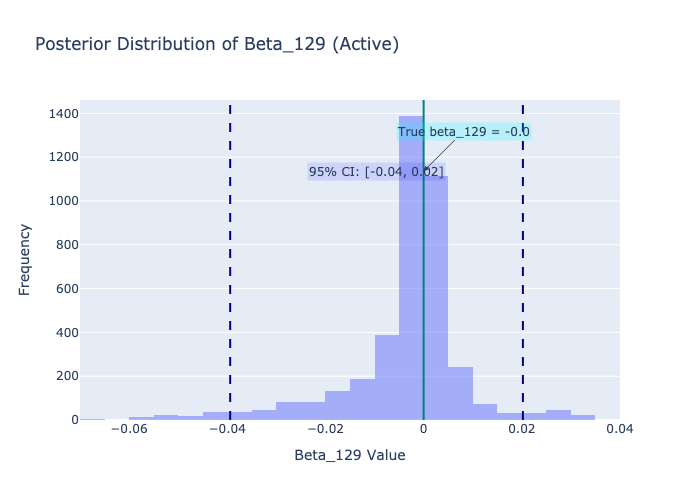 Posterior Distribution of Beta_129 (Active)
1400
True beta_129 = -0.0
1200
95% CI: [-0.04, 0.02]
1000
800
600
400
200
0
Frequency
−0.06
−0.04
−0.02
0
0.02
0.04
Beta_129 Value